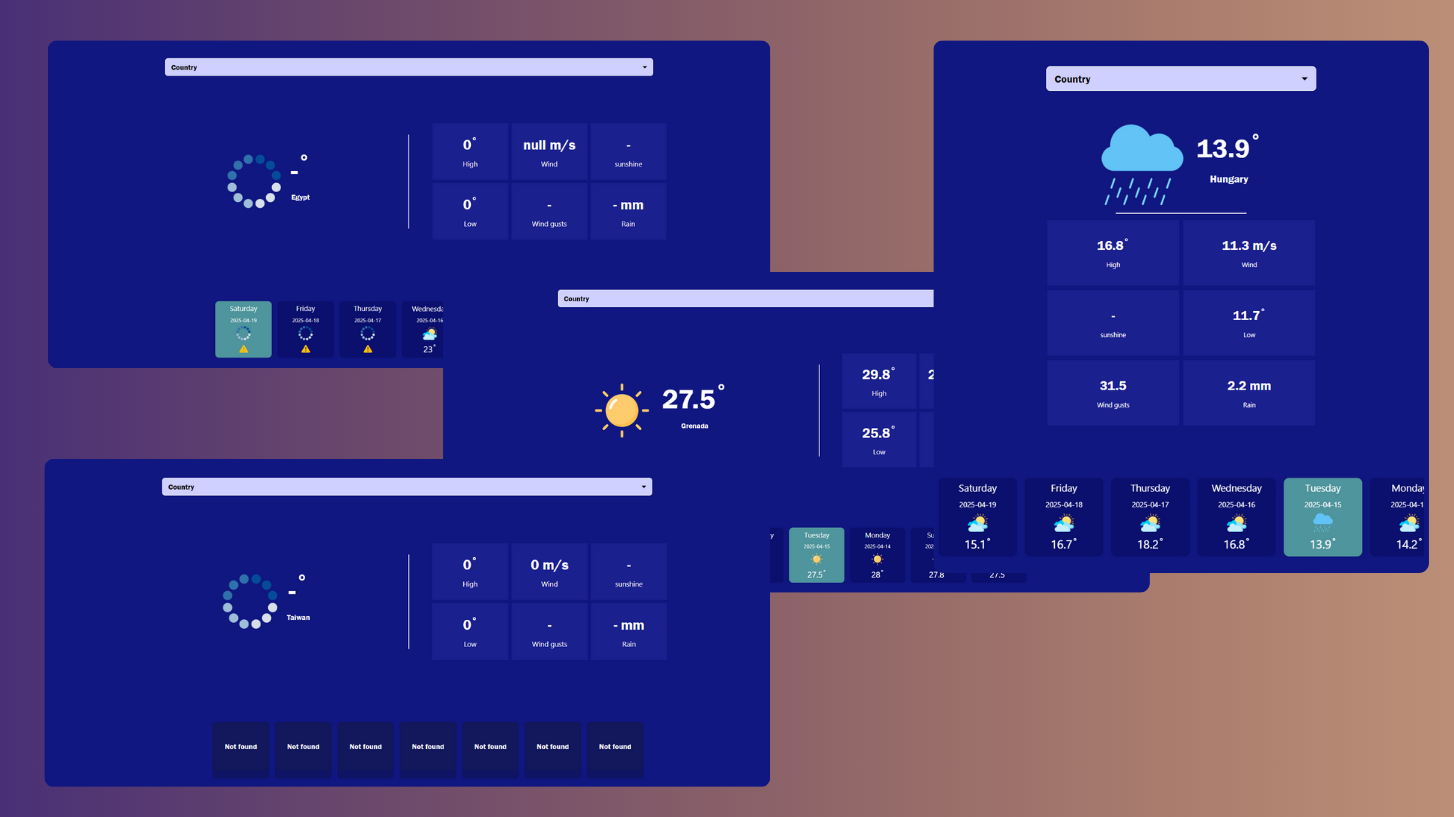 Country
-°
Egypt
0°
High
null m/s
Wind
-
sunshine
0°
Low
-
Wind gusts
- mm
Rain
Saturday
2025-04-19
Friday
2025-04-18
Thursday
2025-04-17
Wednesda
2025-04-16
23°
Country
27.5°
Grenada
29.8°
High
2
25.8°
Low
y
Tuesday
2025-04-15
27.5°
Monday
2025-04-14
28°
Su
202
27.8
27.5
Country
13.9°
Hungary
16.8°
High
11.3 m/s
Wind
-
sunshine
11.7°
Low
31.5
Wind gusts
2.2 mm
Rain
Saturday
2025-04-19
15.1°
Friday
2025-04-18
16.7°
Thursday
2025-04-17
18.2°
Wednesday
2025-04-16
16.8°
Tuesday
2025-04-15
13.9°
Monday
2025-04-1
14.2°
Country
-°
Taiwan
0°
High
0 m/s
Wind
-
sunshine
0°
Low
-
Wind gusts
- mm
Rain
Not found
Not found
Not found
Not found
Not found
Not found
Not found